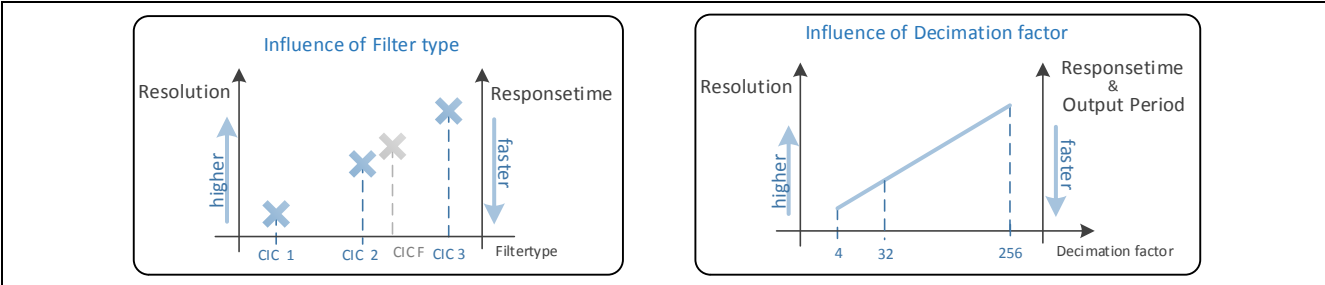 Influence of Filter type
Resolution
Responsetime
higher
faster
CIC 1
CIC 2
CIC F
CIC 3
Filtertype
Influence of Decimation factor
Resolution
Responsetime
&
Output Period
higher
faster
4
32
256
Decimation factor